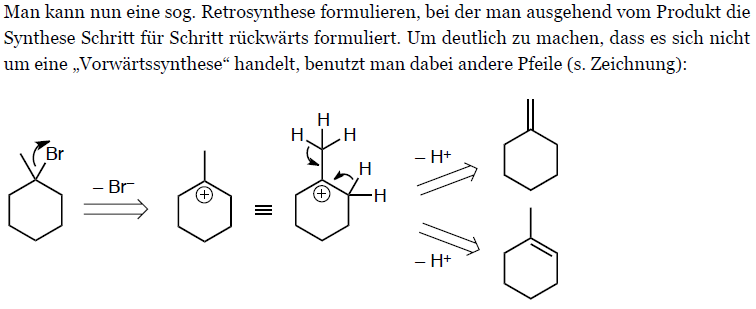 Man kann nun eine sog. Retrosynthese formulieren, bei der man ausgehend vom Produkt die
Synthese Schritt für Schritt rückwärts formuliert. Um deutlich zu machen, dass es sich nicht
um eine „Vorwärtssynthese“ handelt, benutzt man dabei andere Pfeile (s. Zeichnung):
H
H H
Br – Br⁻ + ≡ + H
H
– H⁺
– H⁺